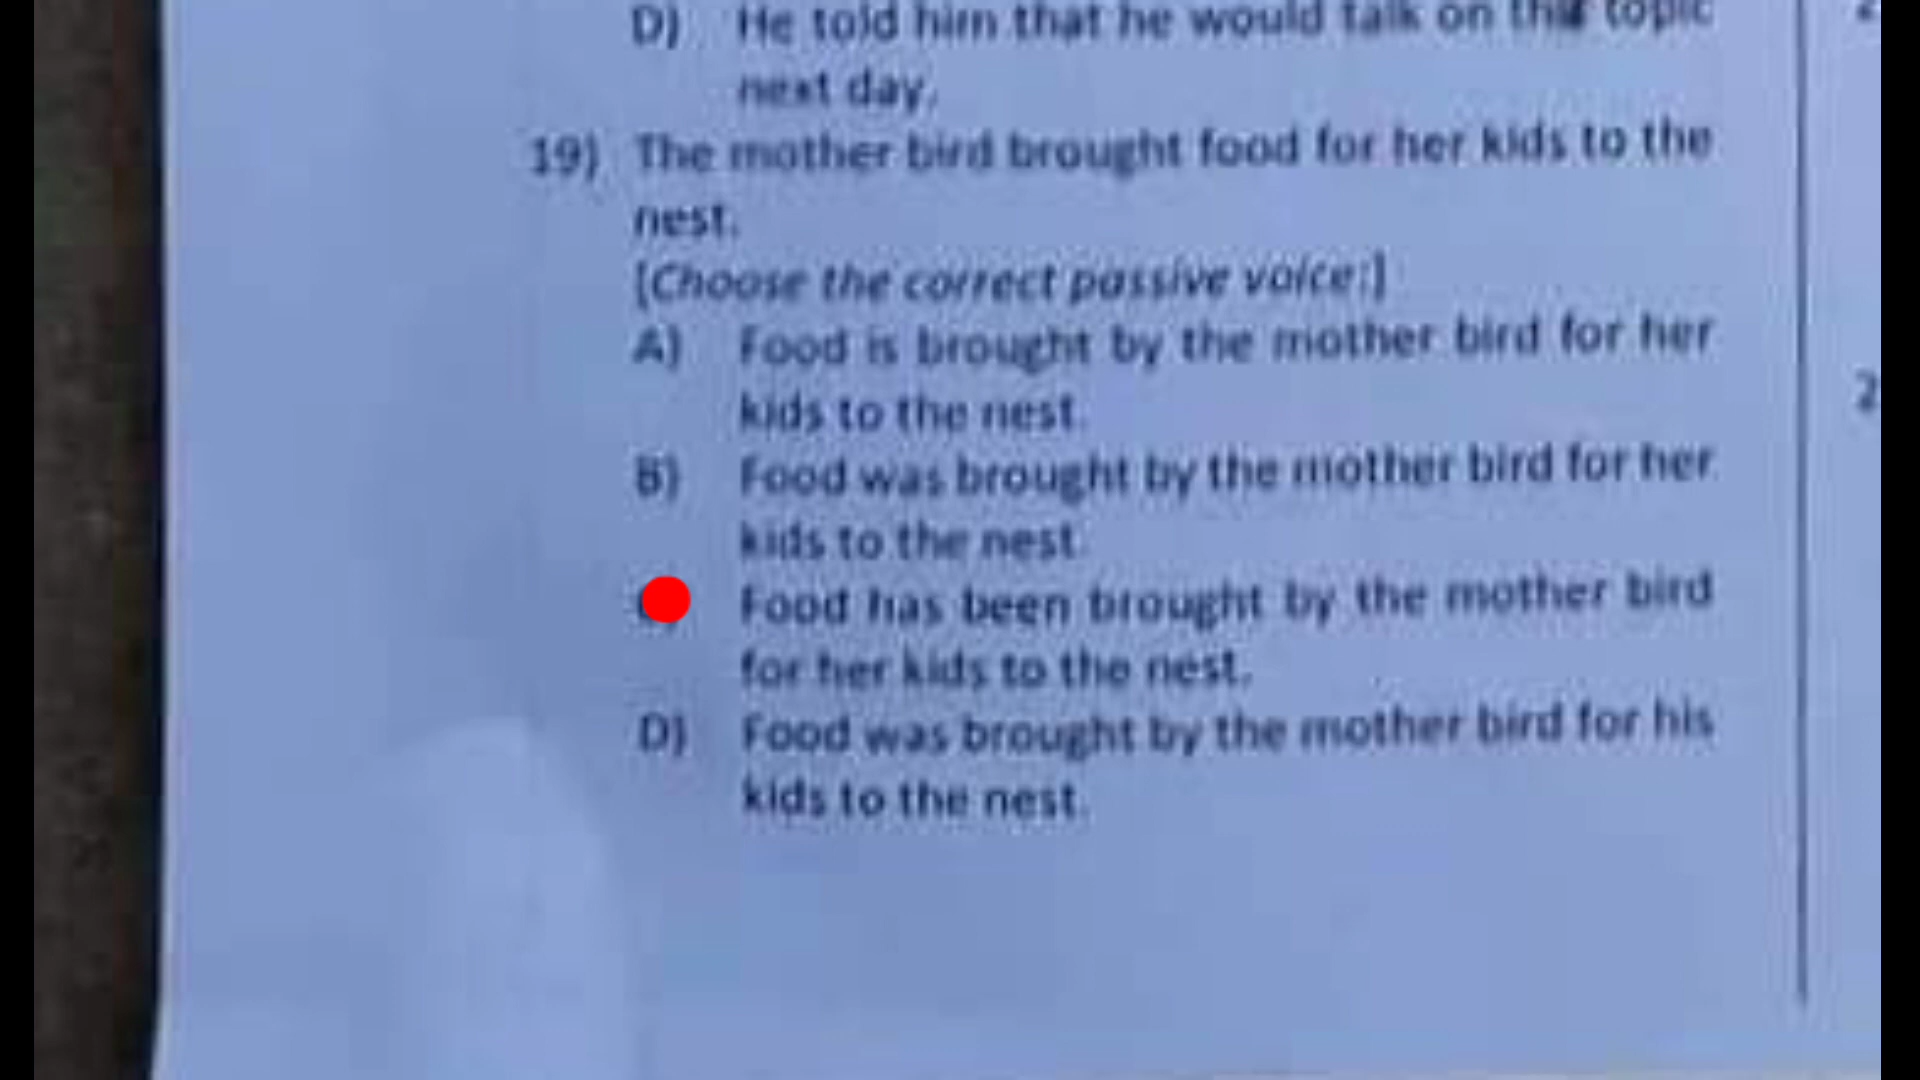 D) He told him that he would talk on this topic
next day.
19) The mother bird brought food for her kids to the
nest.
[Choose the correct passive voice:]
A) Food is brought by the mother bird for her
kids to the nest.
B) Food was brought by the mother bird for her
kids to the nest.
Food has been brought by the mother bird
for her kids to the nest.
D) Food was brought by the mother bird for his
kids to the nest.
2